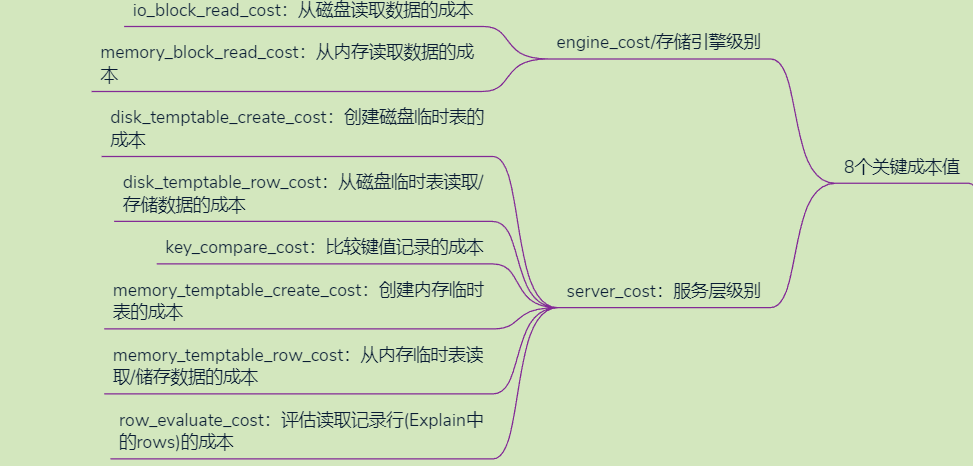 io_block_read_cost：从磁盘读取数据的成本
memory_block_read_cost：从内存读取数据的成
本
engine_cost/存储引擎级别
disk_temptable_create_cost：创建磁盘临时表的
成本
disk_temptable_row_cost：从磁盘临时表读取/
存储数据的成本
key_compare_cost：比较键值记录的成本
memory_temptable_create_cost：创建内存临时
表的成本
memory_temptable_row_cost：从内存临时表读
取/储存数据的成本
row_evaluate_cost：评估读取记录行(Explain中
的rows)的成本
server_cost：服务层级别
8个关键成本值